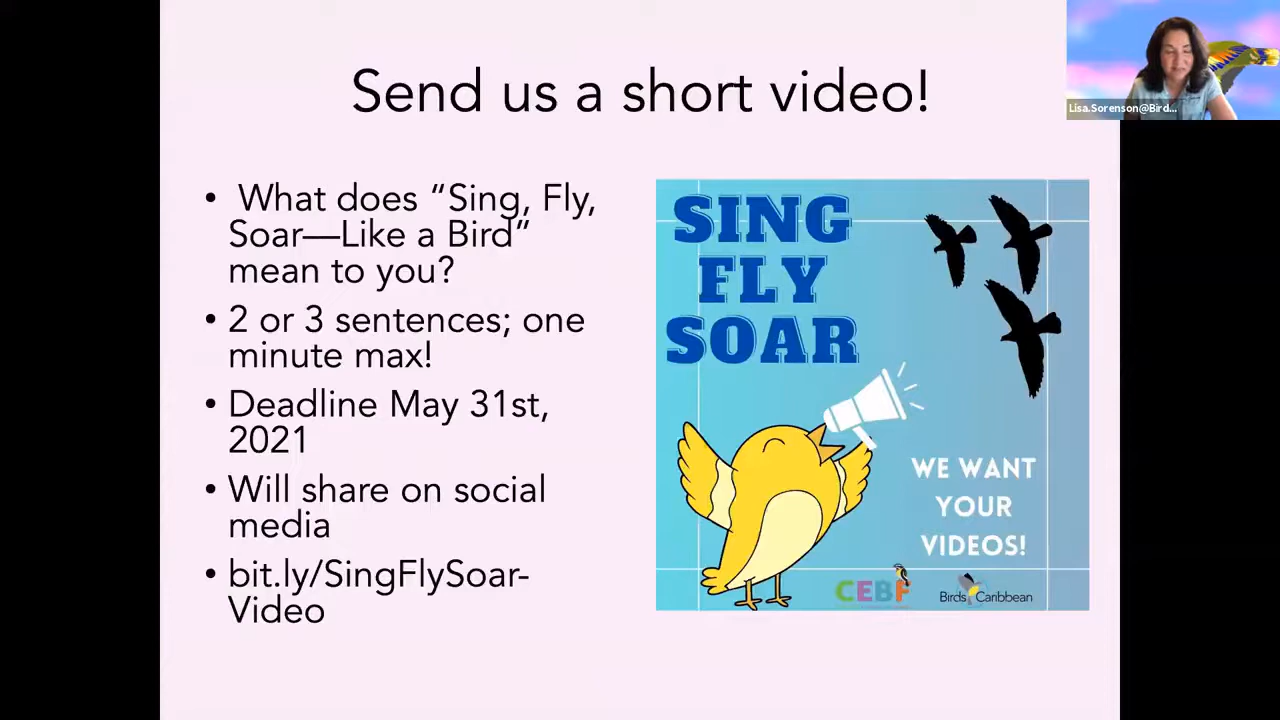 Send us a short video!
Lisa.Sorenson@Bird...
• What does “Sing, Fly,
Soar—Like a Bird”
mean to you?
• 2 or 3 sentences; one
minute max!
• Deadline May 31st,
2021
• Will share on social
media
• bit.ly/SingFlySoar-
Video
SING
FLY
SOAR
WE WANT
YOUR
VIDEOS!
CEBF
BirdsCaribbean